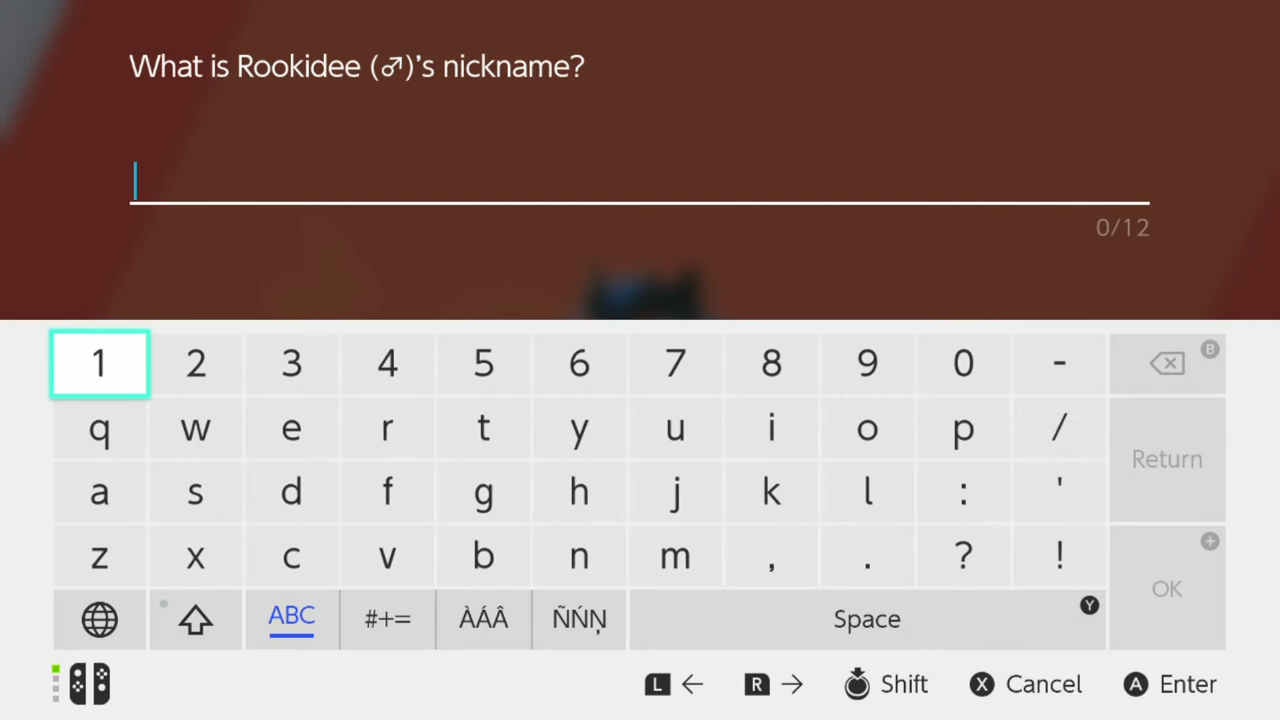 What is Rookidee (♂)'s nickname?
0/12
1 2 3 4 5 6 7 8 9 0 - B
q w e r t y u i o p /
Return
a s d f g h j k l : '
z x c v b n m , . ? ! +
OK
ABC #+= ÀÁÂ ÑŃŅ Space Y
L ← R → Shift X Cancel A Enter